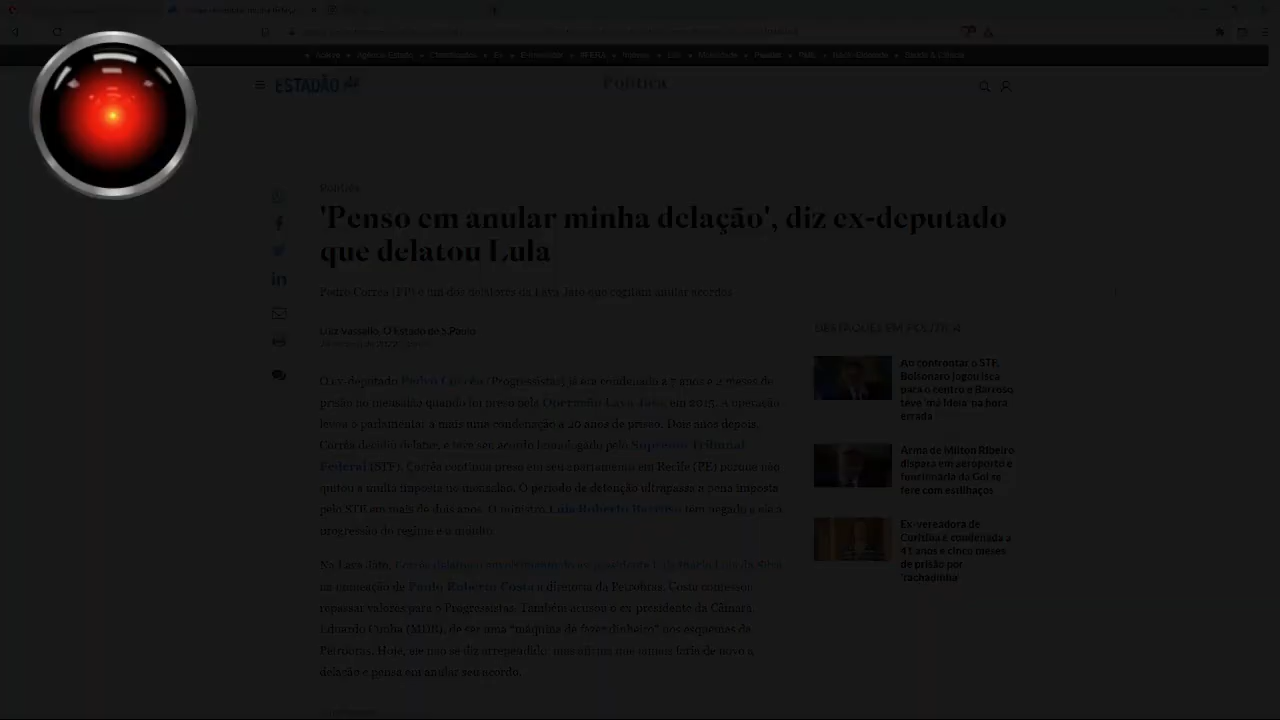 ESTADÃO
Política
Política
'Penso em anular minha delação', diz ex-deputado
que delatou Lula
Pedro Corrêa (PP) é um dos delatores da Lava Jato que cogitam anular acordos
Luiz Vassallo, O Estado de S.Paulo
DESTAQUES EM POLÍTICA
O ex-deputado Pedro Corrêa (Progressistas) já era condenado a 7 anos e 2 meses de
prisão no mensalão quando foi preso pela Operação Lava Jato, em 2015. A operação
levou o parlamentar a mais uma condenação a 20 anos de prisão. Dois anos depois,
Corrêa decidiu delatar, e teve seu acordo homologado pelo Supremo Tribunal
Federal (STF). Corrêa continua preso em seu apartamento em Recife (PE) porque não
quitou a multa imposta no mensalão. O período de detenção ultrapassa a pena imposta
pelo STF em mais de dois anos. O ministro Luís Roberto Barroso tem negado a ele a
progressão do regime e o indulto.
Na Lava Jato, Corrêa delatou o envolvimento do ex-presidente Luiz Inácio Lula da Silva
na nomeação de Paulo Roberto Costa à diretoria da Petrobras. Costa confessou
repassar valores para o Progressistas. Também acusou o ex-presidente da Câmara,
Eduardo Cunha (MDB), de ser uma "máquina de fazer dinheiro" nos esquemas de
Petrobras. Hoje, ele não se diz arrependido, mas afirma que jamais faria de novo a
delação e pensa em anular seu acordo.
Ao confrontar o STF,
Bolsonaro jogou isca
para o centro e Barroso
teve 'má ideia' na hora
errada
Arma de Milton Ribeiro
dispara em aeroporto e
funcionária da Gol se
fere com estilhaços
Ex-vereadora de
Curitiba é condenada a
41 anos e cinco meses
de prisão por
'rachadinha'